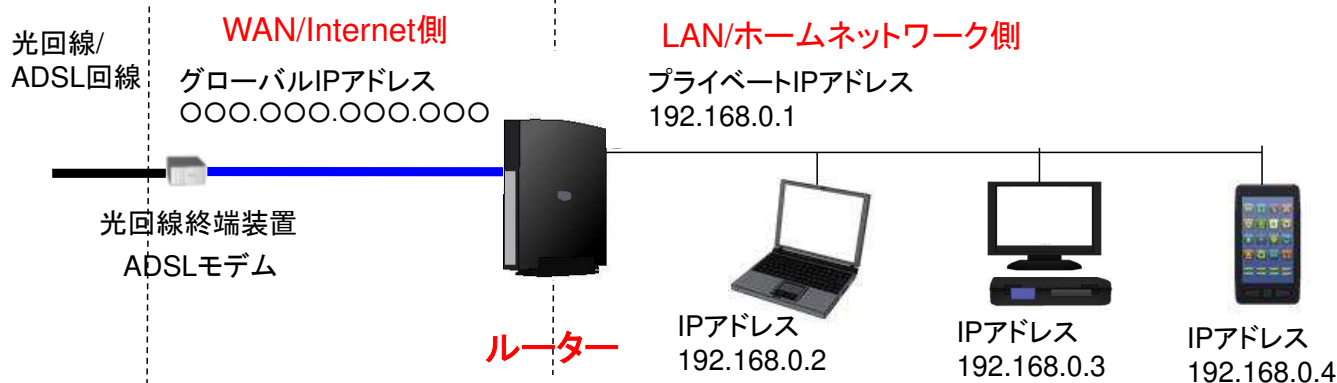 光回線/
ADSL回線
WAN/Internet側
グローバルIPアドレス
〇〇〇.〇〇〇.〇〇〇.〇〇〇
LAN/ホームネットワーク側
プライベートIPアドレス
192.168.0.1
光回線終端装置
ADSLモデム
ルーター
IPアドレス
192.168.0.2
IPアドレス
192.168.0.3
IPアドレス
192.168.0.4